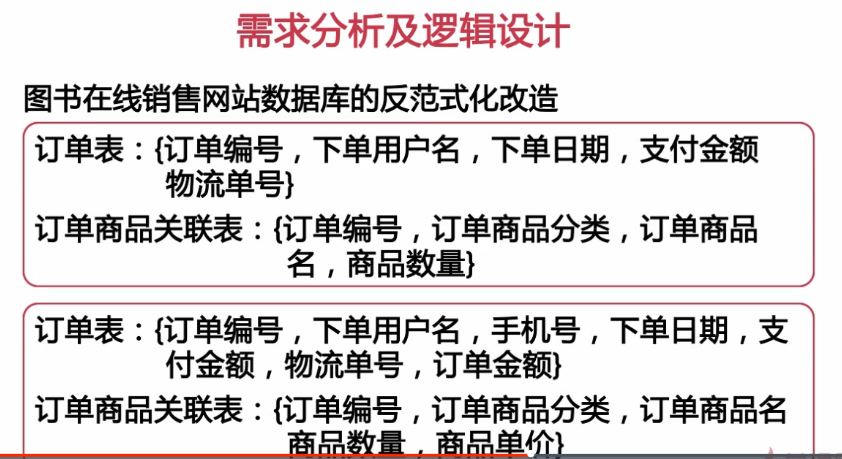 需求分析及逻辑设计
图书在线销售网站数据库的反范式化改造
订单表：{订单编号，下单用户名，下单日期，支付金额
物流单号}
订单商品关联表：{订单编号，订单商品分类，订单商品
名，商品数量}
订单表：{订单编号，下单用户名，手机号，下单日期，支
付金额，物流单号，订单金额}
订单商品关联表：{订单编号，订单商品分类，订单商品名
商品数量，商品单价}